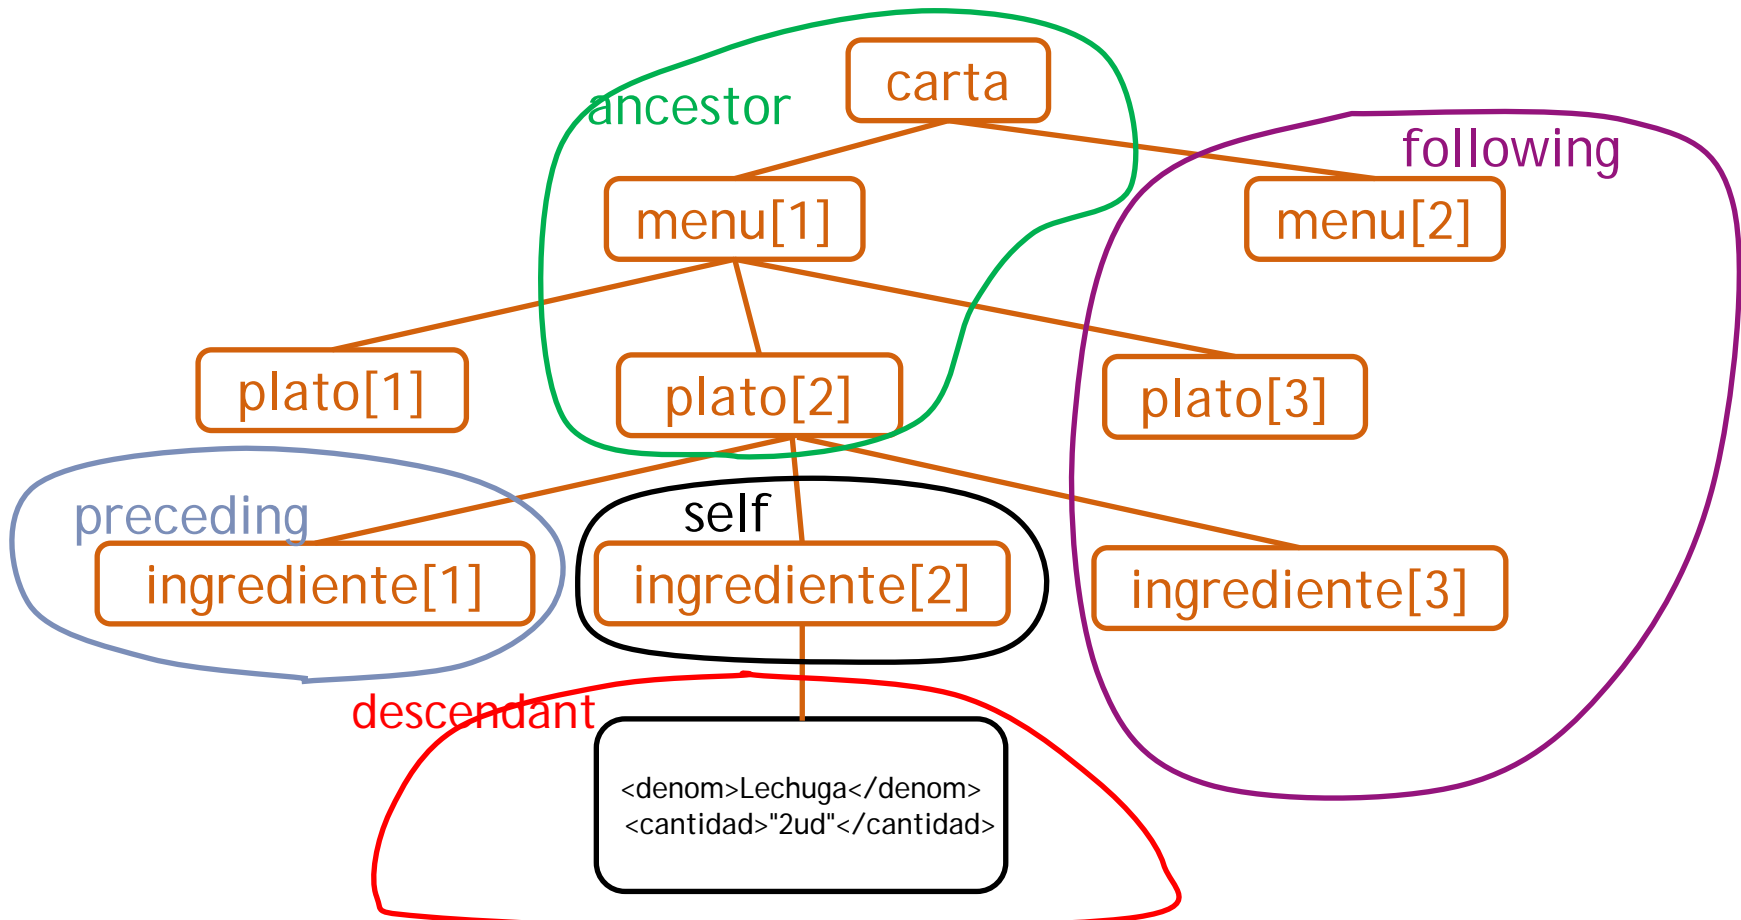 carta
ancestor
following
menu[1]
menu[2]
plato[1]
plato[2]
plato[3]
preceding
self
ingrediente[1]
ingrediente[2]
ingrediente[3]
descendant
<denom>Lechuga</denom>
<cantidad>"2ud"</cantidad>